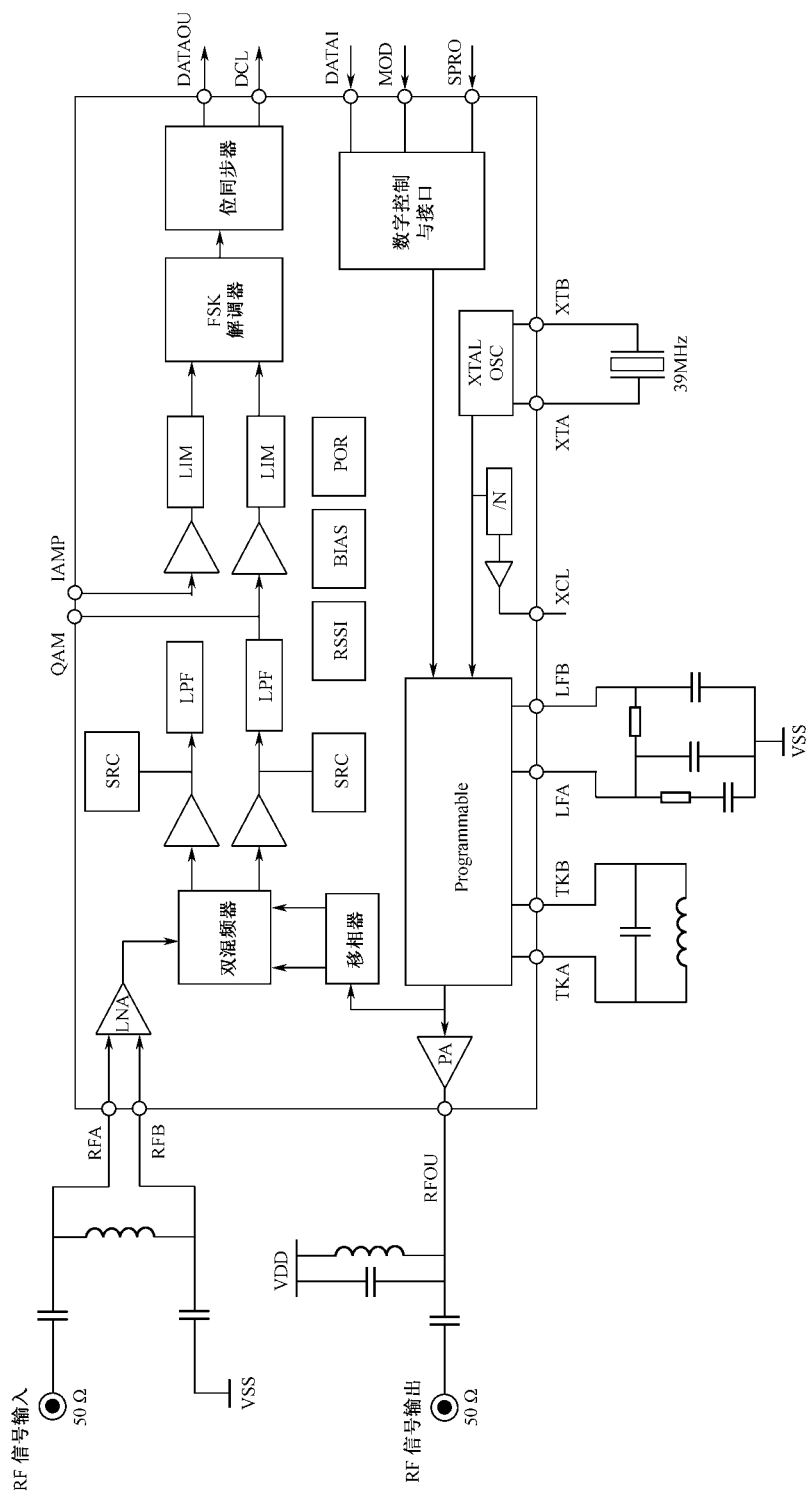 RF 信号输入
50 Ω
VSS
RFA
RFB
LNA
双混频器
移相器
SRC
SRC
LPF
LPF
QAM
IAMP
LIM
LIM
FSK
解调器
位同步器
DATAOU
DCL
RSSI
BIAS
POR
DATAI
MOD
SPRO
数字控制
与接口
RF 信号输出
50 Ω
VDD
RFOU
PA
Programmable
/N
XTAL
OSC
TKA
TKB
LFA
LFB
VSS
XCL
XTA
XTB
39MHz